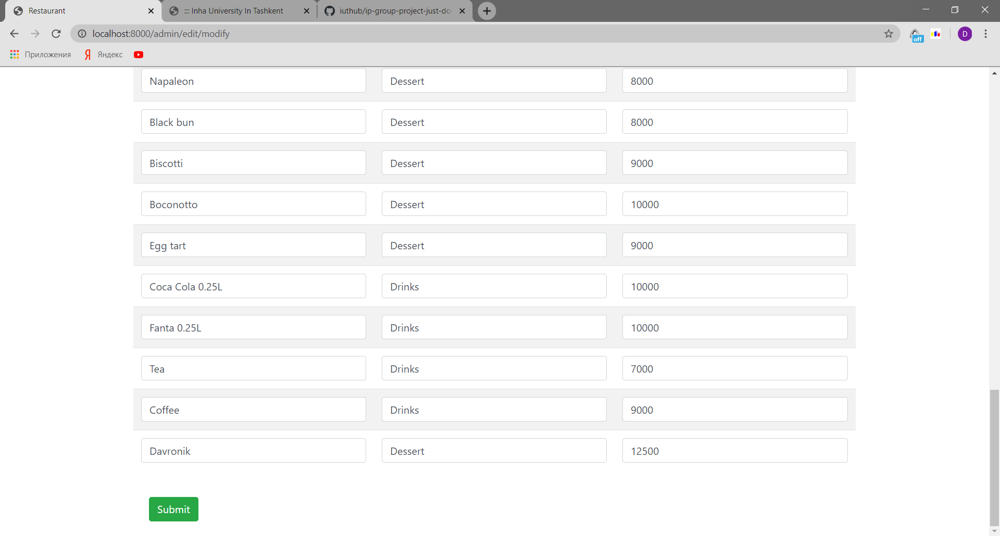 Restaurant
::: Inha University In Tashkent
iuthub/ip-group-project-just-do-
localhost:8000/admin/edit/modify
off
D
Приложения
Яндекс
Napaleon Dessert 8000
Black bun Dessert 8000
Biscotti Dessert 9000
Boconotto Dessert 10000
Egg tart Dessert 9000
Coca Cola 0.25L Drinks 10000
Fanta 0.25L Drinks 10000
Tea Drinks 7000
Coffee Drinks 9000
Davronik Dessert 12500
Submit